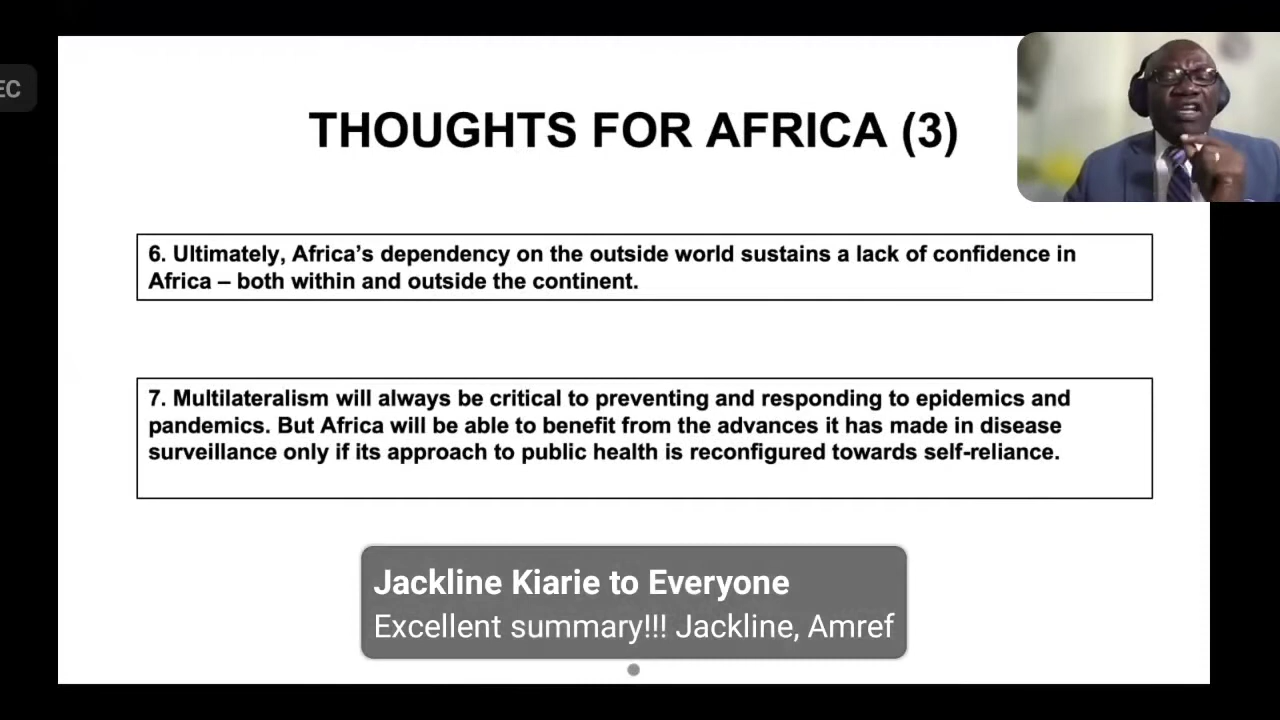 EC
THOUGHTS FOR AFRICA (3)
6. Ultimately, Africa’s dependency on the outside world sustains a lack of confidence in
Africa – both within and outside the continent.
7. Multilateralism will always be critical to preventing and responding to epidemics and
pandemics. But Africa will be able to benefit from the advances it has made in disease
surveillance only if its approach to public health is reconfigured towards self-reliance.
Jackline Kiarie to Everyone
Excellent summary!!! Jackline, Amref